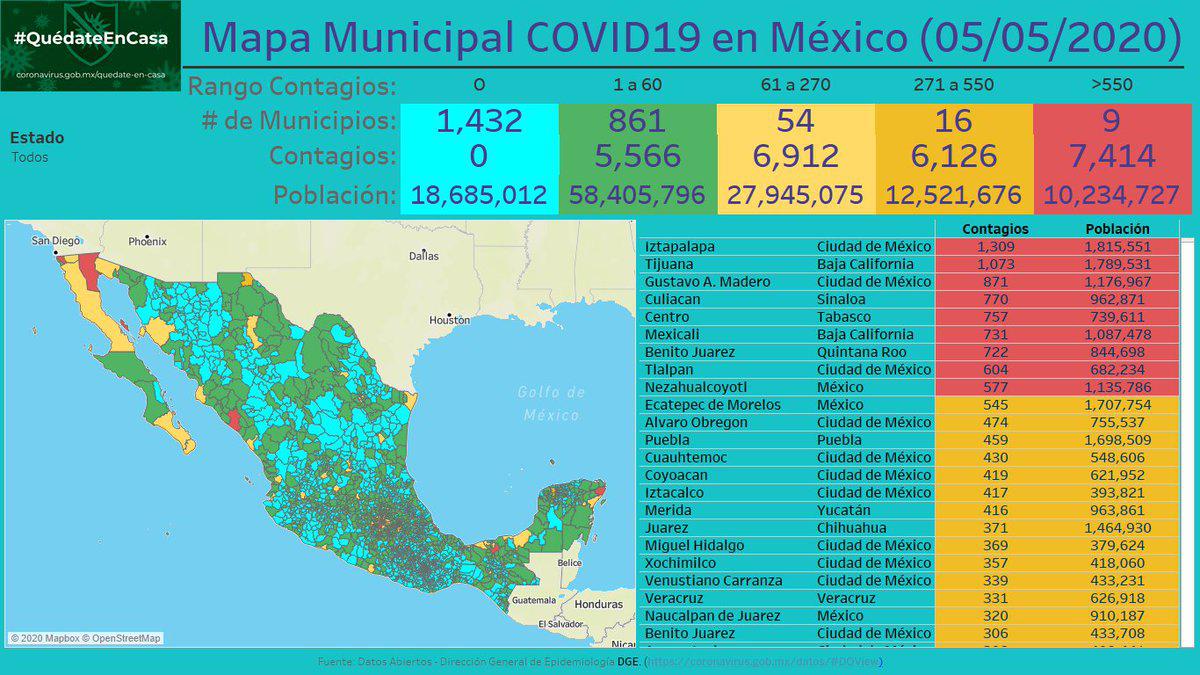 #QuédateEnCasa
coronavirus.gob.mx/quedate-en-casa
Mapa Municipal COVID19 en México (05/05/2020)
Rango Contagios: 0 1 a 60 61 a 270 271 a 550 >550
# de Municipios: 1,432 861 54 16 9
Contagios: 0 5,566 6,912 6,126 7,414
Población: 18,685,012 58,405,796 27,945,075 12,521,676 10,234,727
Estado
Todos
San Diego
Phoenix
Dallas
Houston
Golfo de
México
Belice
Guatemala
Honduras
El Salvador
Nicar
© 2020 Mapbox © OpenStreetMap
Contagios Población
Iztapalapa Ciudad de México 1,309 1,815,551
Tijuana Baja California 1,073 1,789,531
Gustavo A. Madero Ciudad de México 871 1,176,967
Culiacan Sinaloa 770 962,871
Centro Tabasco 757 739,611
Mexicali Baja California 731 1,087,478
Benito Juarez Quintana Roo 722 844,698
Tlalpan Ciudad de México 604 682,234
Nezahualcoyotl México 577 1,135,786
Ecatepec de Morelos México 545 1,707,754
Alvaro Obregon Ciudad de México 474 755,537
Puebla Puebla 459 1,698,509
Cuauhtemoc Ciudad de México 430 548,606
Coyoacan Ciudad de México 419 621,952
Iztacalco Ciudad de México 417 393,821
Merida Yucatán 416 963,861
Juarez Chihuahua 371 1,464,930
Miguel Hidalgo Ciudad de México 369 379,624
Xochimilco Ciudad de México 357 418,060
Venustiano Carranza Ciudad de México 339 433,231
Veracruz Veracruz 331 626,918
Naucalpan de Juarez México 320 910,187
Benito Juarez Ciudad de México 306 433,708
Fuente: Datos Abiertos - Dirección General de Epidemiología DGE. (https://coronavirus.gob.mx/datos/#DOView)